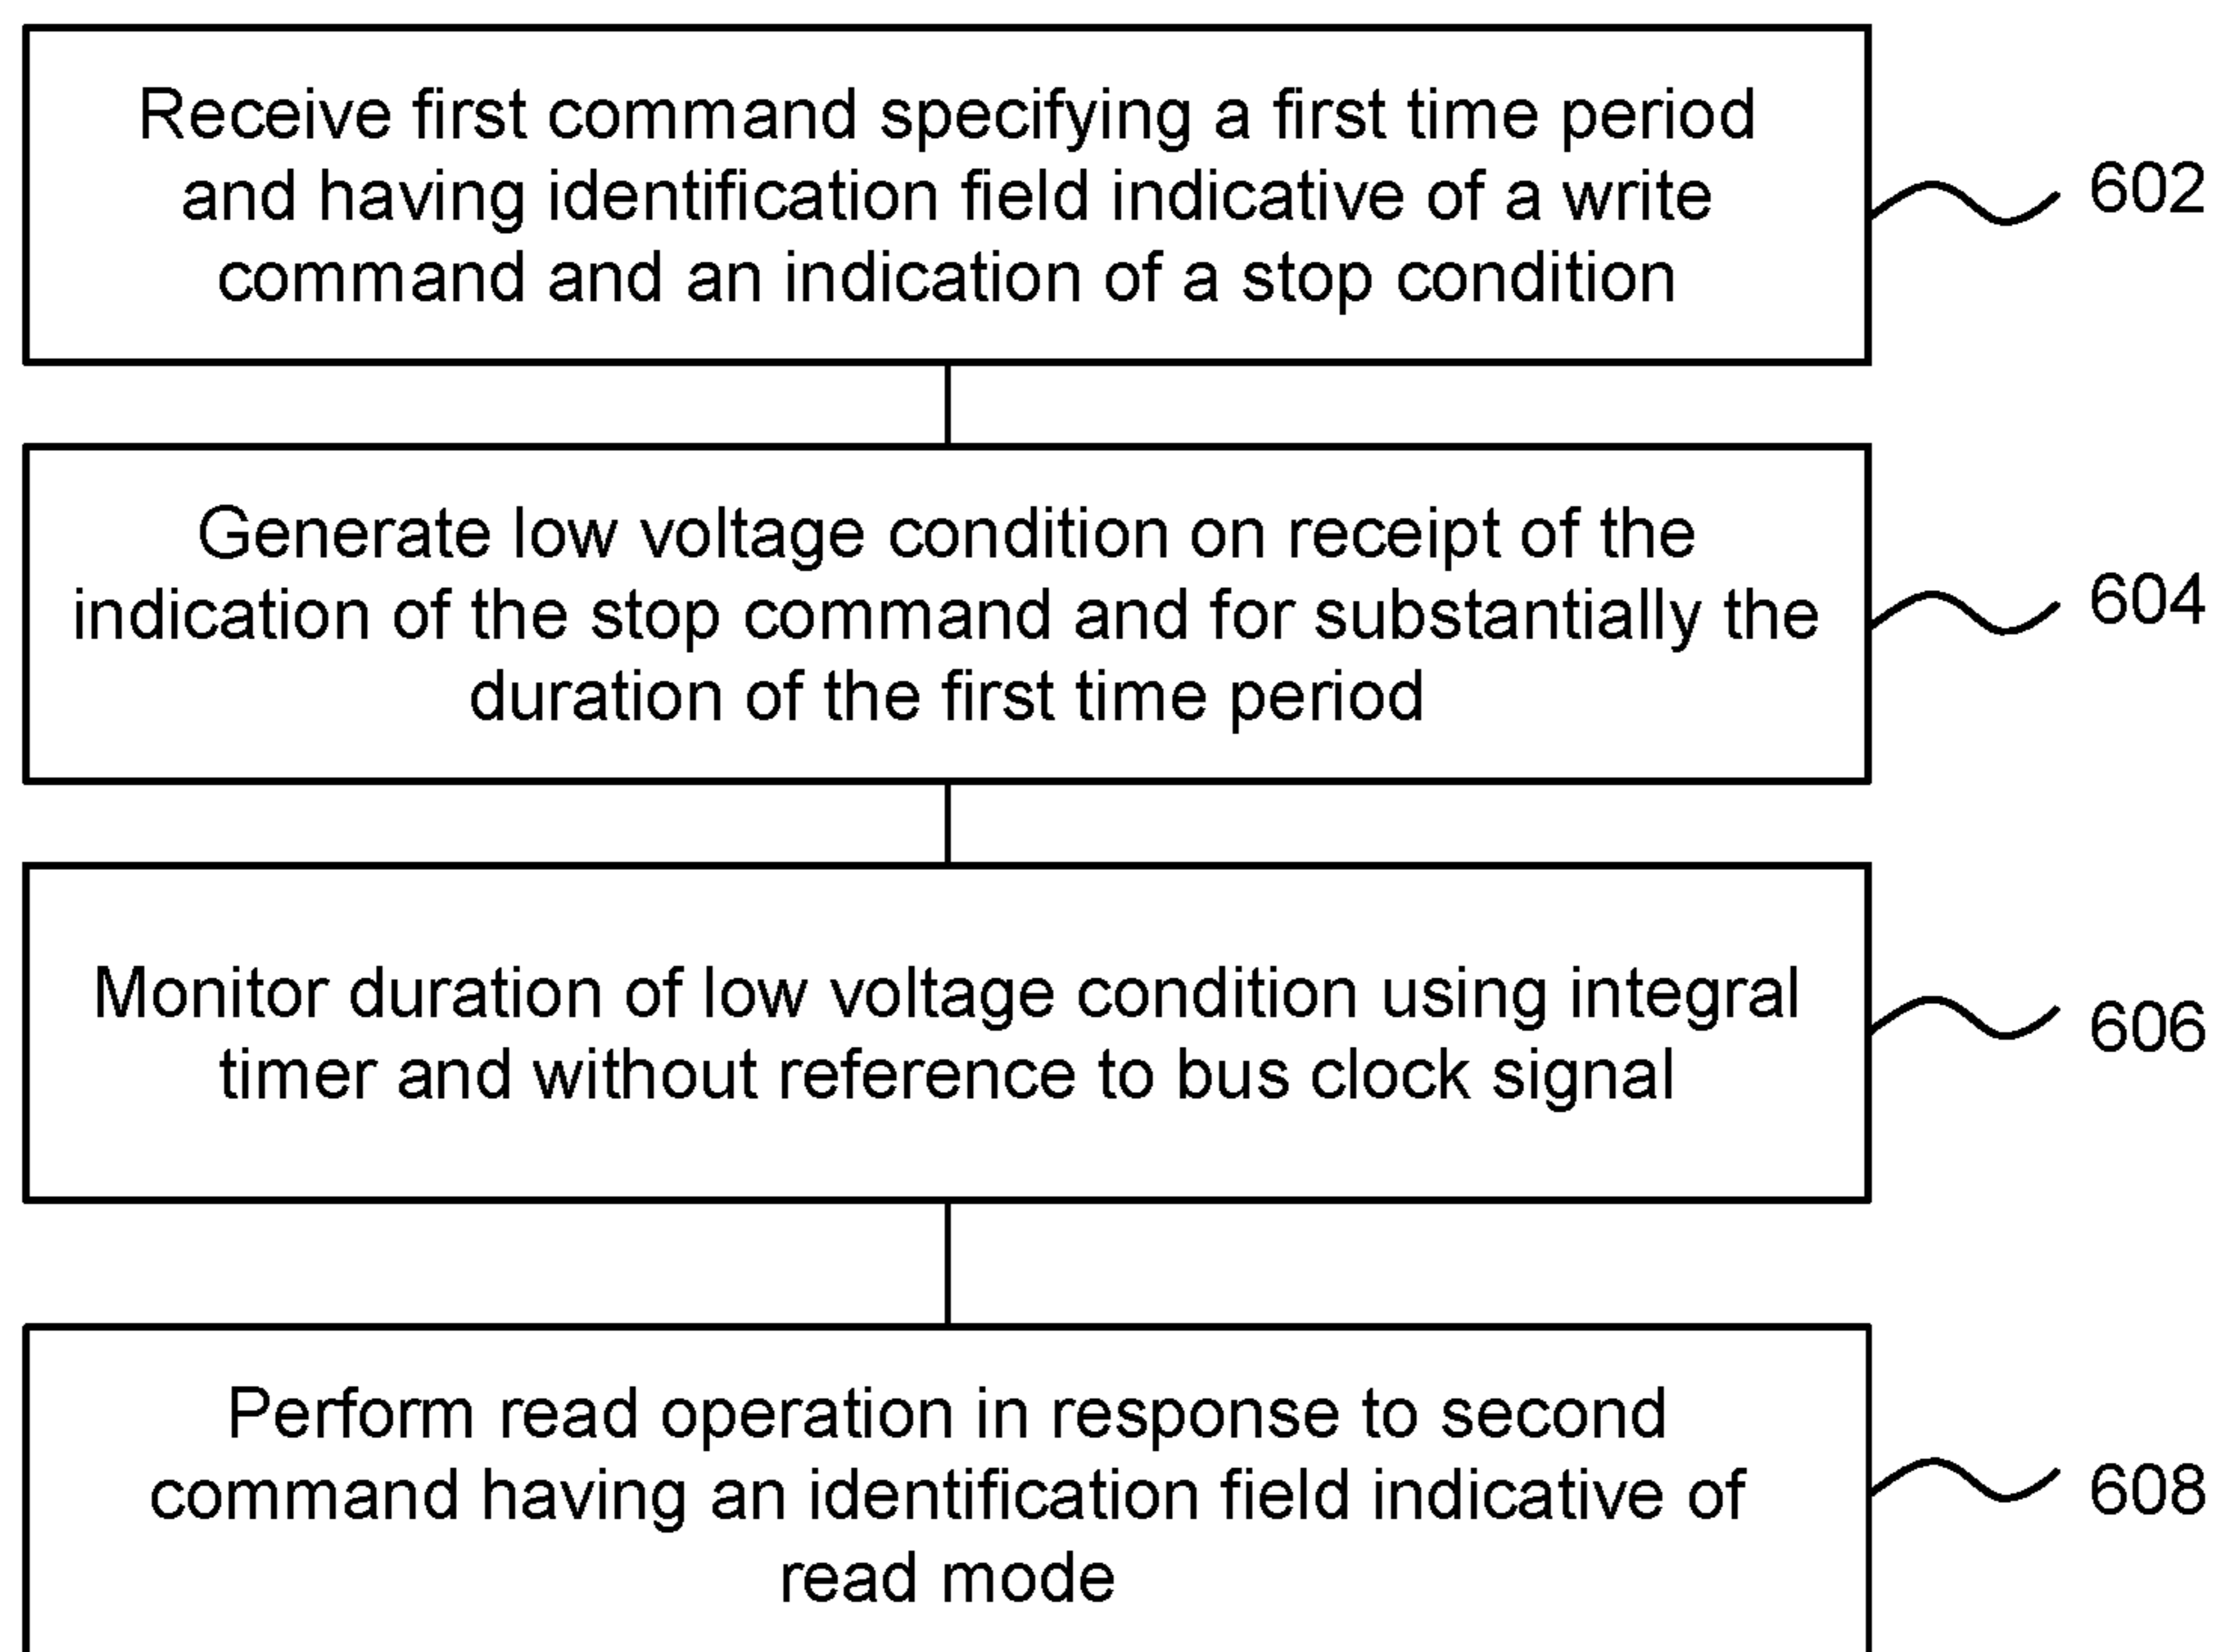 Receive first command specifying a first time period
and having identification field indicative of a write
command and an indication of a stop condition
602
Generate low voltage condition on receipt of the
indication of the stop command and for substantially the
duration of the first time period
604
Monitor duration of low voltage condition using integral
timer and without reference to bus clock signal
606
Perform read operation in response to second
command having an identification field indicative of
read mode
608